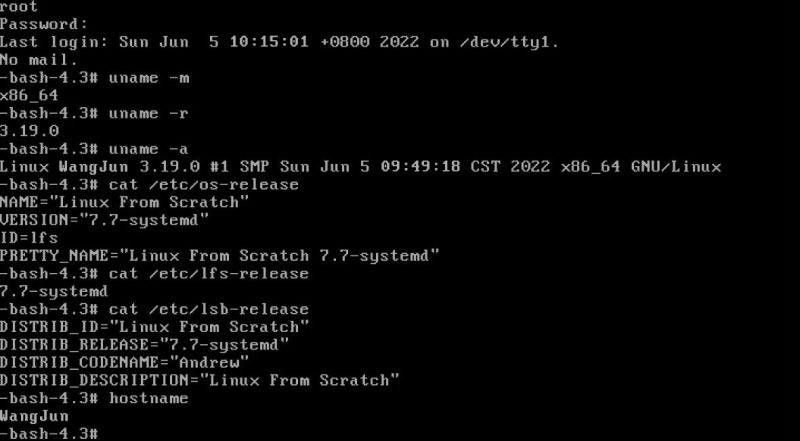 root
Password:
Last login: Sun Jun  5 10:15:01 +0800 2022 on /dev/tty1.
No mail.
-bash-4.3# uname -m
x86_64
-bash-4.3# uname -r
3.19.0
-bash-4.3# uname -a
Linux WangJun 3.19.0 #1 SMP Sun Jun 5 09:49:18 CST 2022 x86_64 GNU/Linux
-bash-4.3# cat /etc/os-release
NAME="Linux From Scratch"
VERSION="7.7-systemd"
ID=lfs
PRETTY_NAME="Linux From Scratch 7.7-systemd"
-bash-4.3# cat /etc/lfs-release
7.7-systemd
-bash-4.3# cat /etc/lsb-release
DISTRIB_ID="Linux From Scratch"
DISTRIB_RELEASE="7.7-systemd"
DISTRIB_CODENAME="Andrew"
DISTRIB_DESCRIPTION="Linux From Scratch"
-bash-4.3# hostname
WangJun
-bash-4.3#